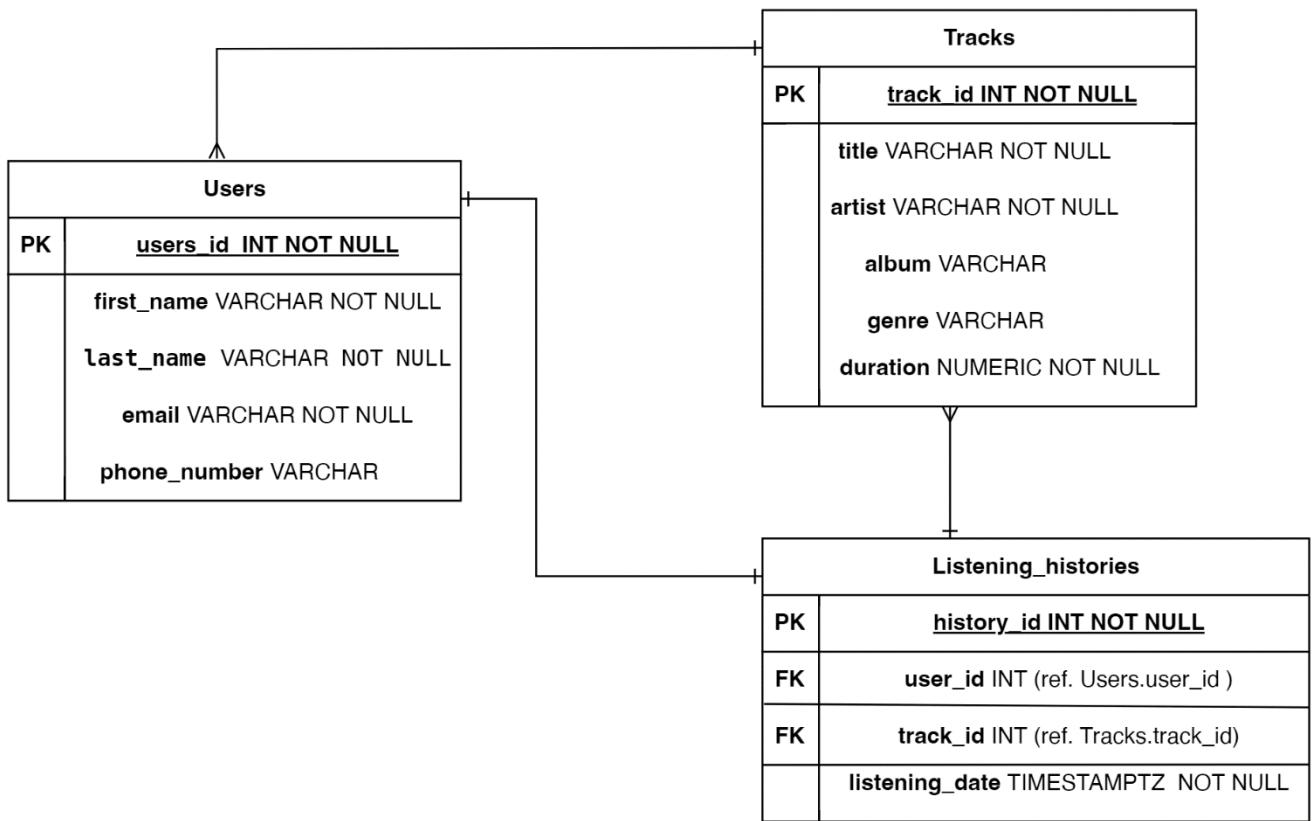 Tracks
PK track_id INT NOT NULL
title VARCHAR NOT NULL
artist VARCHAR NOT NULL
album VARCHAR
genre VARCHAR
duration NUMERIC NOT NULL
Users
PK users_id INT NOT NULL
first_name VARCHAR NOT NULL
last_name VARCHAR NOT NULL
email VARCHAR NOT NULL
phone_number VARCHAR
Listening_histories
PK history_id INT NOT NULL
FK user_id INT (ref. Users.user_id )
FK track_id INT (ref. Tracks.track_id)
listening_date TIMESTAMPTZ NOT NULL